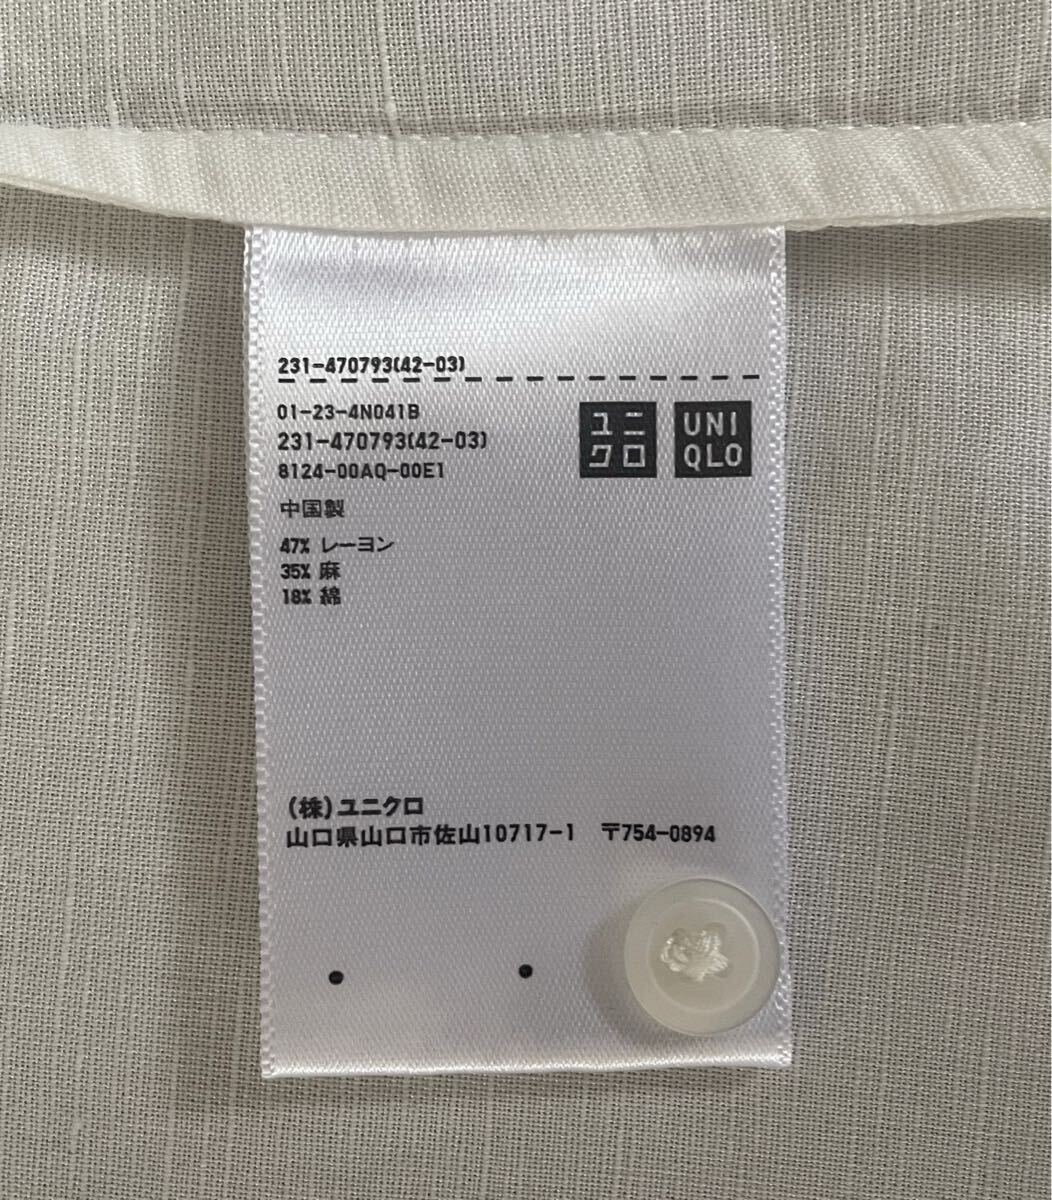 231-470793(42-03)
01-23-4N041B
231-470793(42-03)
8124-00AQ-00E1
ユニ
クロ
UNI
QLO
中国製
47% レーヨン
35% 麻
18% 綿
(株)ユニクロ
山口県山口市佐山10717-1 〒754-0894